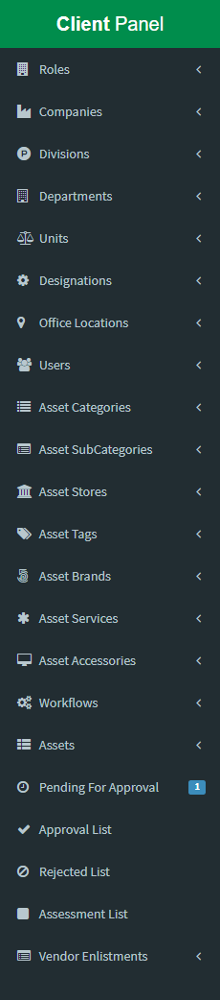 Client Panel
Roles
Companies
Divisions
Departments
Units
Designations
Office Locations
Users
Asset Categories
Asset SubCategories
Asset Stores
Asset Tags
Asset Brands
Asset Services
Asset Accessories
Workflows
Assets
Pending For Approval 1
Approval List
Rejected List
Assessment List
Vendor Enlistments